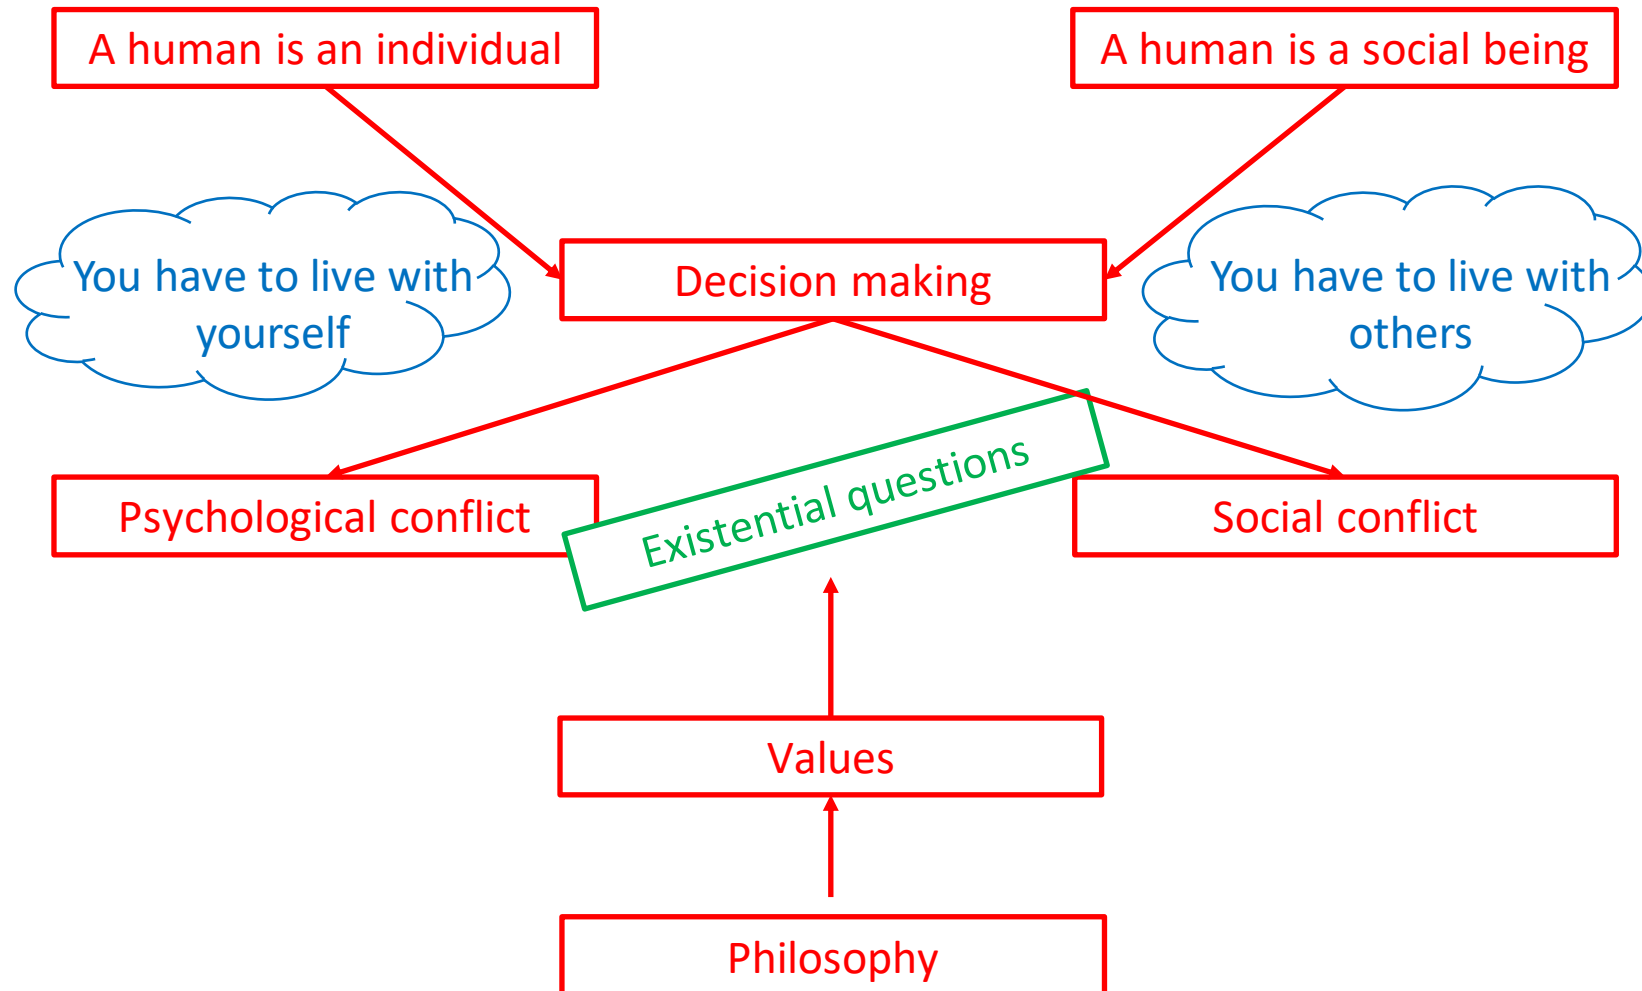 A human is an individual
A human is a social being
You have to live with
yourself
Decision making
You have to live with
others
Psychological conflict
Existential questions
Social conflict
Values
Philosophy